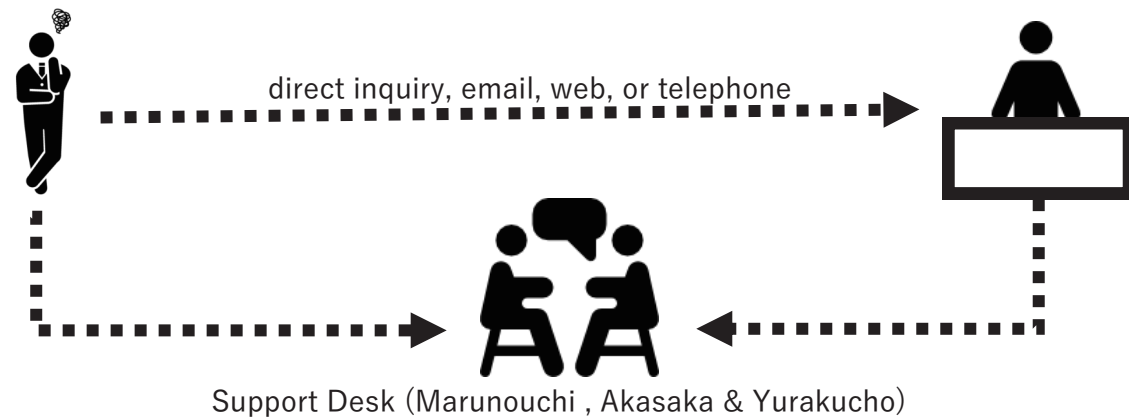 direct inquiry, email, web, or telephone
Support Desk (Marunouchi , Akasaka & Yurakucho)